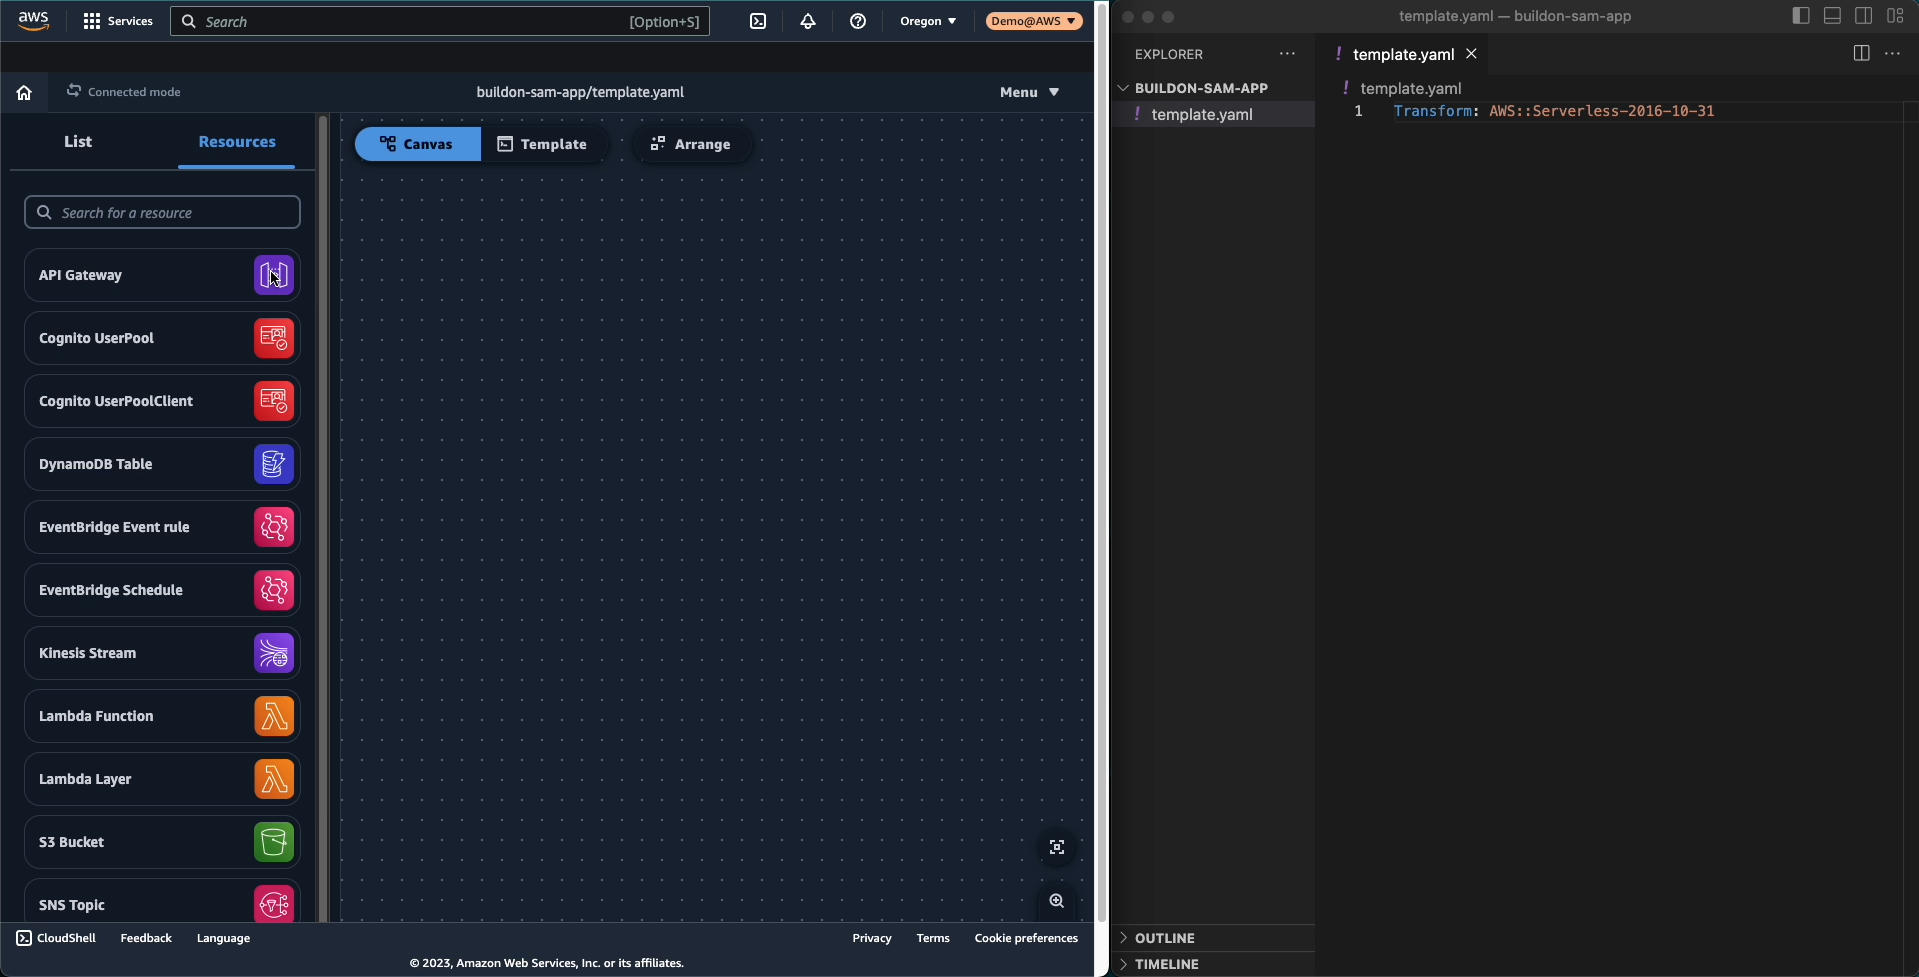 aws
Services
Search
[Option+S]
Oregon
Demo@AWS
Connected mode
buildon-sam-app/template.yaml
Menu
List
Resources
Canvas
Template
Arrange
Search for a resource
API Gateway
Cognito UserPool
Cognito UserPoolClient
DynamoDB Table
EventBridge Event rule
EventBridge Schedule
Kinesis Stream
Lambda Function
Lambda Layer
S3 Bucket
SNS Topic
CloudShell
Feedback
Language
Privacy
Terms
Cookie preferences
© 2023, Amazon Web Services, Inc. or its affiliates.
template.yaml — buildon-sam-app
EXPLORER
BUILDON-SAM-APP
! template.yaml
OUTLINE
TIMELINE
! template.yaml
! template.yaml
1 Transform: AWS::Serverless-2016-10-31